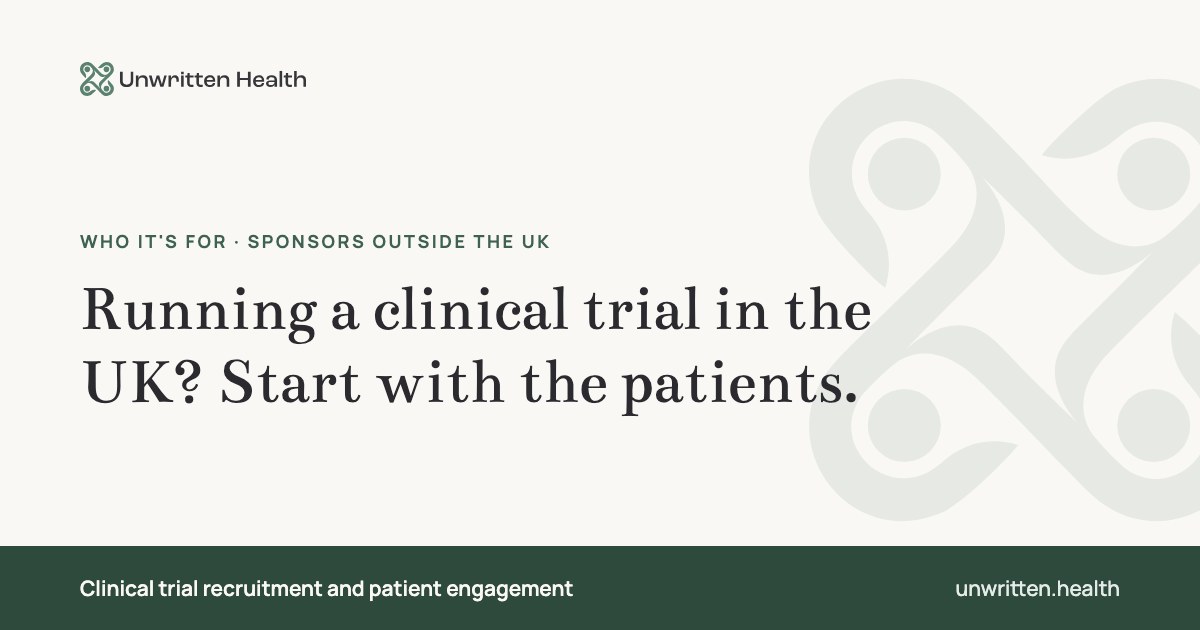 Unwritten Health
WHO IT'S FOR · SPONSORS OUTSIDE THE UK
Running a clinical trial in the
UK? Start with the patients.
Clinical trial recruitment and patient engagement
unwritten.health